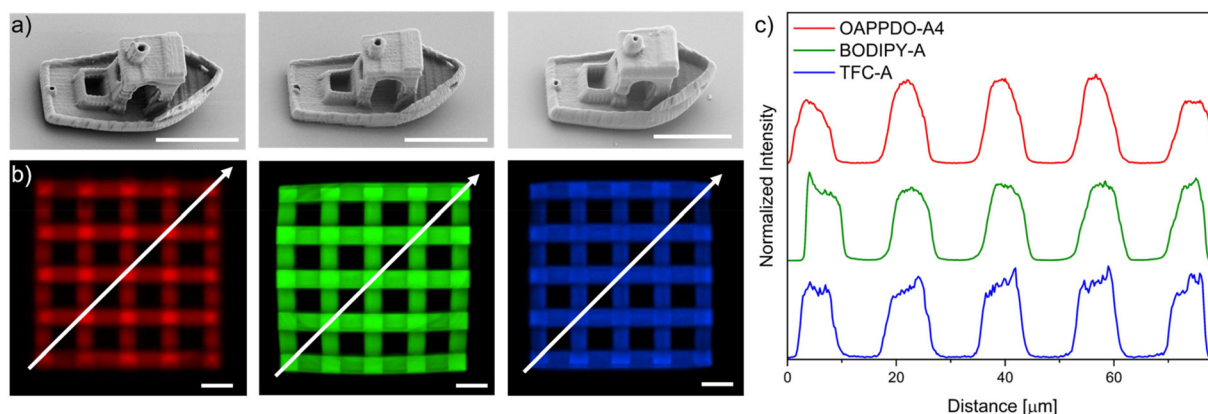 a)
b)
c)
OAPPDO-A4
BODIPY-A
TFC-A
Normalized Intensity
0 20 40 60
Distance [μm]